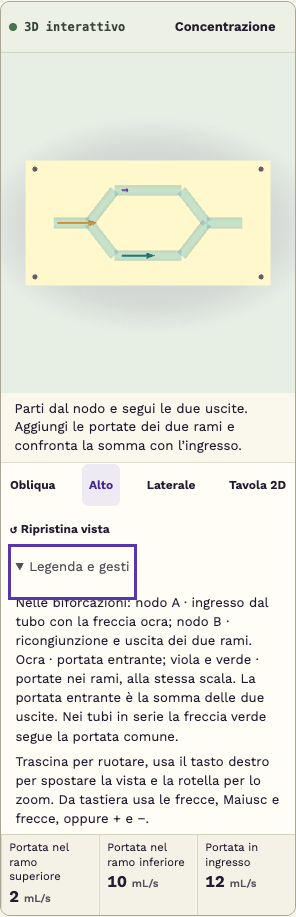 3D interattivo
Concentrazione
Parti dal nodo e segui le due uscite.
Aggiungi le portate dei due rami e
confronta la somma con l’ingresso.
Obliqua
Alto
Laterale
Tavola 2D
↺ Ripristina vista
▼ Legenda e gesti
Nelle biforcazioni: nodo A · ingresso dal
tubo con la freccia ocra; nodo B ·
ricongiunzione e uscita dei due rami.
Ocra · portata entrante; viola e verde ·
portate nei rami, alla stessa scala. La
portata entrante è la somma delle due
uscite. Nei tubi in serie la freccia verde
segue la portata comune.
Trascina per ruotare, usa il tasto destro
per spostare la vista e la rotella per lo
zoom. Da tastiera usa le frecce, Maiusc e
frecce, oppure + e −.
Portata nel
ramo
superiore
2 mL/s
Portata nel
ramo inferiore
10 mL/s
Portata in
ingresso
12 mL/s